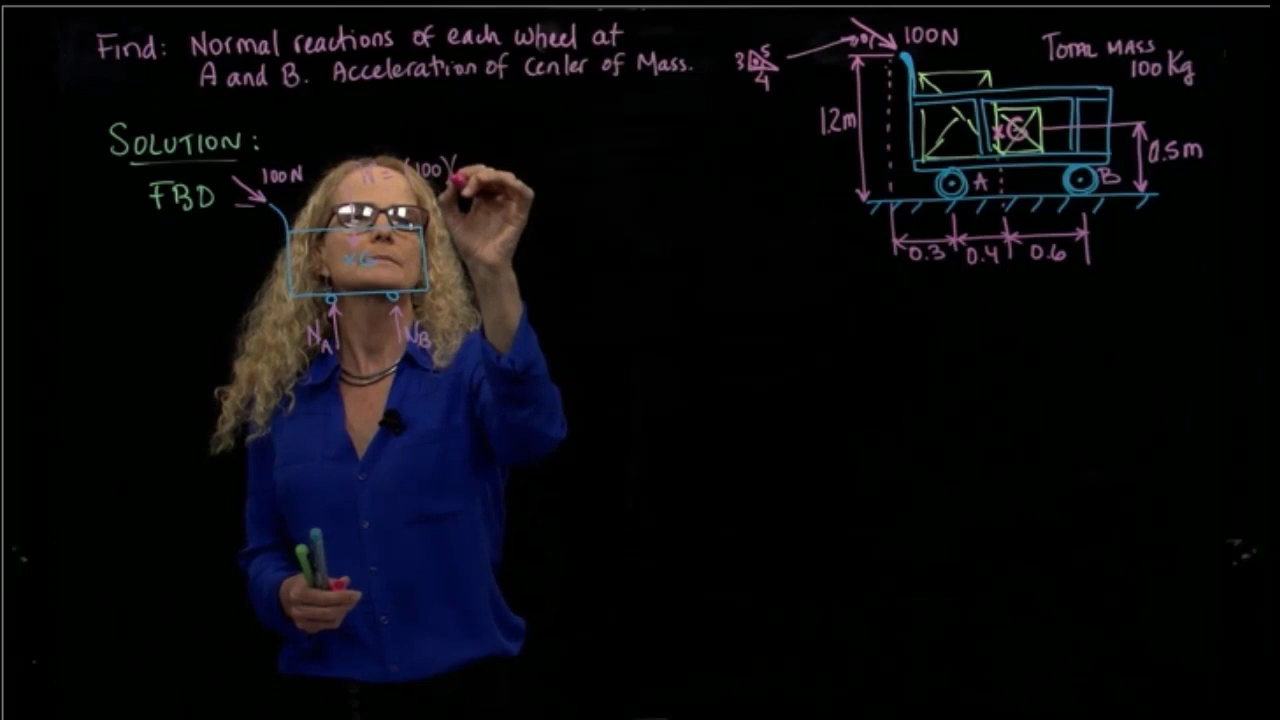 Find: Normal reactions of each wheel at
A and B. Acceleration of Center of Mass.
SOLUTION:
FBD
100N
(100)(
G
NA
NB
100N
TOTAL MASS
100 Kg
3 5
4
1.2m
G
0.5m
A
B
0.3 0.4 0.6